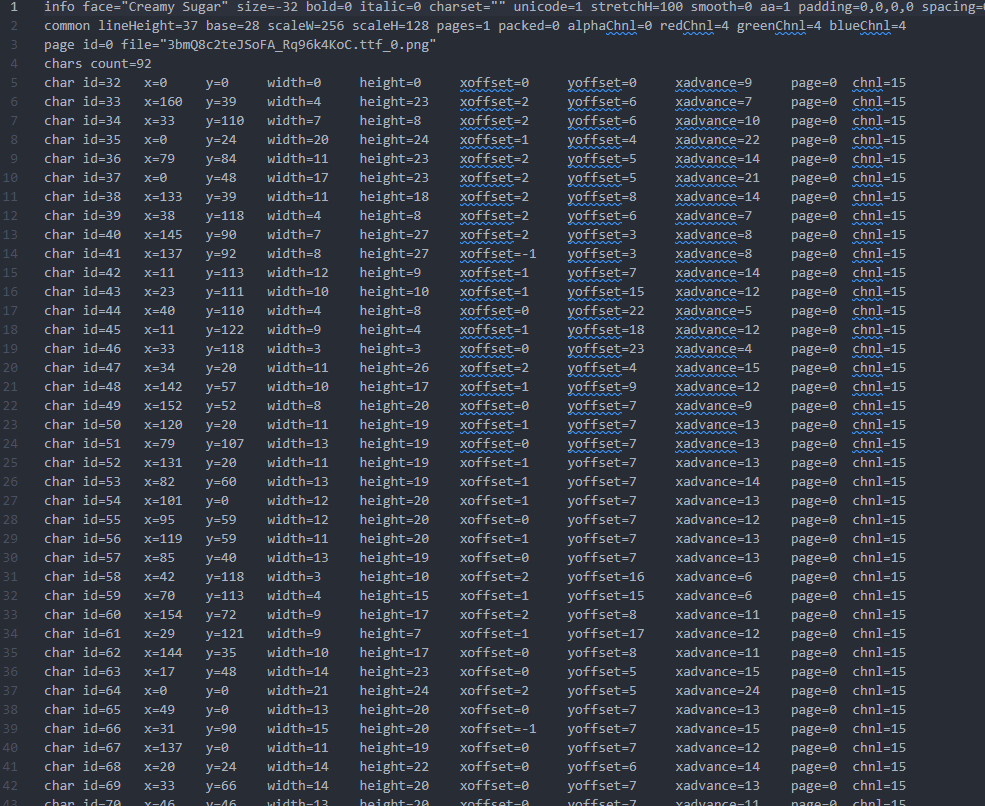 1 info face="Creamy Sugar" size=-32 bold=0 italic=0 charset="" unicode=1 stretchH=100 smooth=0 aa=1 padding=0,0,0,0 spacing=
2 common lineHeight=37 base=28 scaleW=256 scaleH=128 pages=1 packed=0 alphaChnl=0 redChnl=4 greenChnl=4 blueChnl=4
3 page id=0 file="3bmQ8c2teJSoFA_Rq96k4KoC.ttf_0.png"
4 chars count=92
5 char id=32 x=0 y=0 width=0 height=0 xoffset=0 yoffset=0 xadvance=9 page=0 chnl=15
6 char id=33 x=160 y=39 width=4 height=23 xoffset=2 yoffset=6 xadvance=7 page=0 chnl=15
7 char id=34 x=33 y=110 width=7 height=8 xoffset=2 yoffset=6 xadvance=10 page=0 chnl=15
8 char id=35 x=0 y=24 width=20 height=24 xoffset=1 yoffset=4 xadvance=22 page=0 chnl=15
9 char id=36 x=79 y=84 width=11 height=23 xoffset=2 yoffset=5 xadvance=14 page=0 chnl=15
10 char id=37 x=0 y=48 width=17 height=23 xoffset=2 yoffset=5 xadvance=21 page=0 chnl=15
11 char id=38 x=133 y=39 width=11 height=18 xoffset=2 yoffset=8 xadvance=14 page=0 chnl=15
12 char id=39 x=38 y=118 width=4 height=8 xoffset=2 yoffset=6 xadvance=7 page=0 chnl=15
13 char id=40 x=145 y=90 width=7 height=27 xoffset=2 yoffset=3 xadvance=8 page=0 chnl=15
14 char id=41 x=137 y=92 width=8 height=27 xoffset=-1 yoffset=3 xadvance=8 page=0 chnl=15
15 char id=42 x=11 y=113 width=12 height=9 xoffset=1 yoffset=7 xadvance=14 page=0 chnl=15
16 char id=43 x=23 y=111 width=10 height=10 xoffset=1 yoffset=15 xadvance=12 page=0 chnl=15
17 char id=44 x=40 y=110 width=4 height=8 xoffset=0 yoffset=22 xadvance=5 page=0 chnl=15
18 char id=45 x=11 y=122 width=9 height=4 xoffset=1 yoffset=18 xadvance=12 page=0 chnl=15
19 char id=46 x=33 y=118 width=3 height=3 xoffset=0 yoffset=23 xadvance=4 page=0 chnl=15
20 char id=47 x=34 y=20 width=11 height=26 xoffset=2 yoffset=4 xadvance=15 page=0 chnl=15
21 char id=48 x=142 y=57 width=10 height=17 xoffset=1 yoffset=9 xadvance=12 page=0 chnl=15
22 char id=49 x=152 y=52 width=8 height=20 xoffset=0 yoffset=7 xadvance=9 page=0 chnl=15
23 char id=50 x=120 y=20 width=11 height=19 xoffset=1 yoffset=7 xadvance=13 page=0 chnl=15
24 char id=51 x=79 y=107 width=13 height=19 xoffset=0 yoffset=7 xadvance=13 page=0 chnl=15
25 char id=52 x=131 y=20 width=11 height=19 xoffset=1 yoffset=7 xadvance=13 page=0 chnl=15
26 char id=53 x=82 y=60 width=13 height=19 xoffset=1 yoffset=7 xadvance=14 page=0 chnl=15
27 char id=54 x=101 y=0 width=12 height=20 xoffset=1 yoffset=7 xadvance=13 page=0 chnl=15
28 char id=55 x=95 y=59 width=12 height=20 xoffset=0 yoffset=7 xadvance=12 page=0 chnl=15
29 char id=56 x=119 y=59 width=11 height=20 xoffset=1 yoffset=7 xadvance=13 page=0 chnl=15
30 char id=57 x=85 y=40 width=13 height=19 xoffset=0 yoffset=7 xadvance=13 page=0 chnl=15
31 char id=58 x=42 y=118 width=3 height=10 xoffset=2 yoffset=16 xadvance=6 page=0 chnl=15
32 char id=59 x=70 y=113 width=4 height=15 xoffset=1 yoffset=15 xadvance=6 page=0 chnl=15
33 char id=60 x=154 y=72 width=9 height=17 xoffset=2 yoffset=8 xadvance=11 page=0 chnl=15
34 char id=61 x=29 y=121 width=9 height=7 xoffset=1 yoffset=17 xadvance=12 page=0 chnl=15
35 char id=62 x=144 y=35 width=10 height=17 xoffset=0 yoffset=8 xadvance=11 page=0 chnl=15
36 char id=63 x=17 y=48 width=14 height=23 xoffset=0 yoffset=5 xadvance=15 page=0 chnl=15
37 char id=64 x=0 y=0 width=21 height=24 xoffset=2 yoffset=5 xadvance=24 page=0 chnl=15
38 char id=65 x=49 y=0 width=13 height=20 xoffset=0 yoffset=7 xadvance=13 page=0 chnl=15
39 char id=66 x=31 y=90 width=15 height=20 xoffset=-1 yoffset=7 xadvance=15 page=0 chnl=15
40 char id=67 x=137 y=0 width=11 height=19 xoffset=0 yoffset=7 xadvance=12 page=0 chnl=15
41 char id=68 x=20 y=24 width=14 height=22 xoffset=0 yoffset=6 xadvance=14 page=0 chnl=15
42 char id=69 x=33 y=66 width=14 height=20 xoffset=0 yoffset=7 xadvance=13 page=0 chnl=15
43 char id=70 x=46 y=46 width=13 height=20 xoffset=0 yoffset=7 xadvance=11 page=0 chnl=15